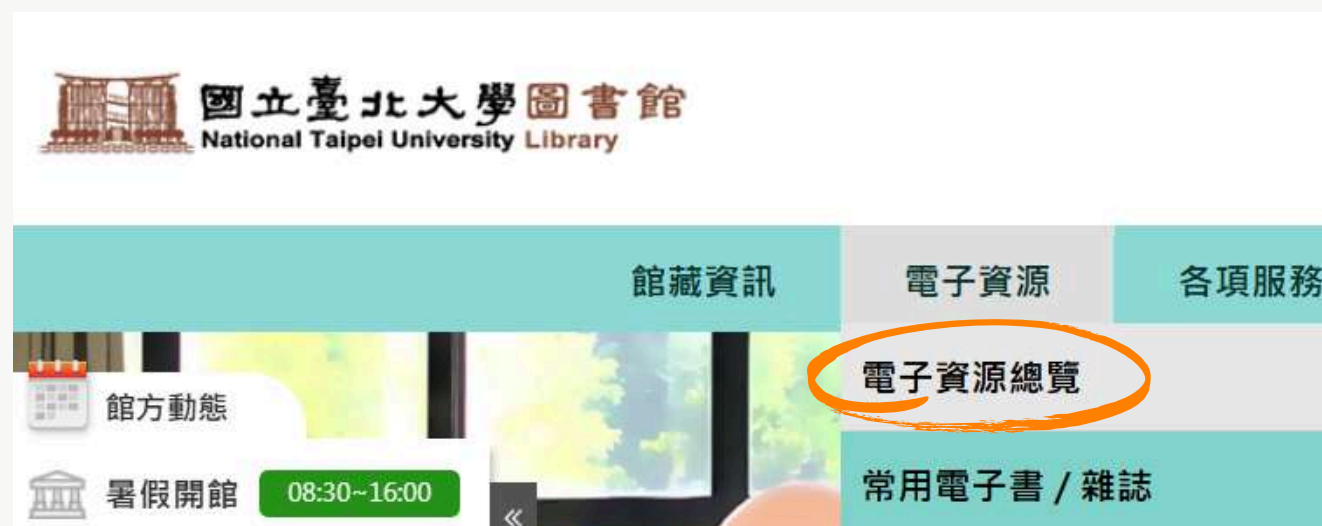 國立臺北大學圖書館
National Taipei University Library
館藏資訊
電子資源
各項服務
電子資源總覽
常用電子書 / 雜誌
館方動態
暑假開館
08:30~16:00
«